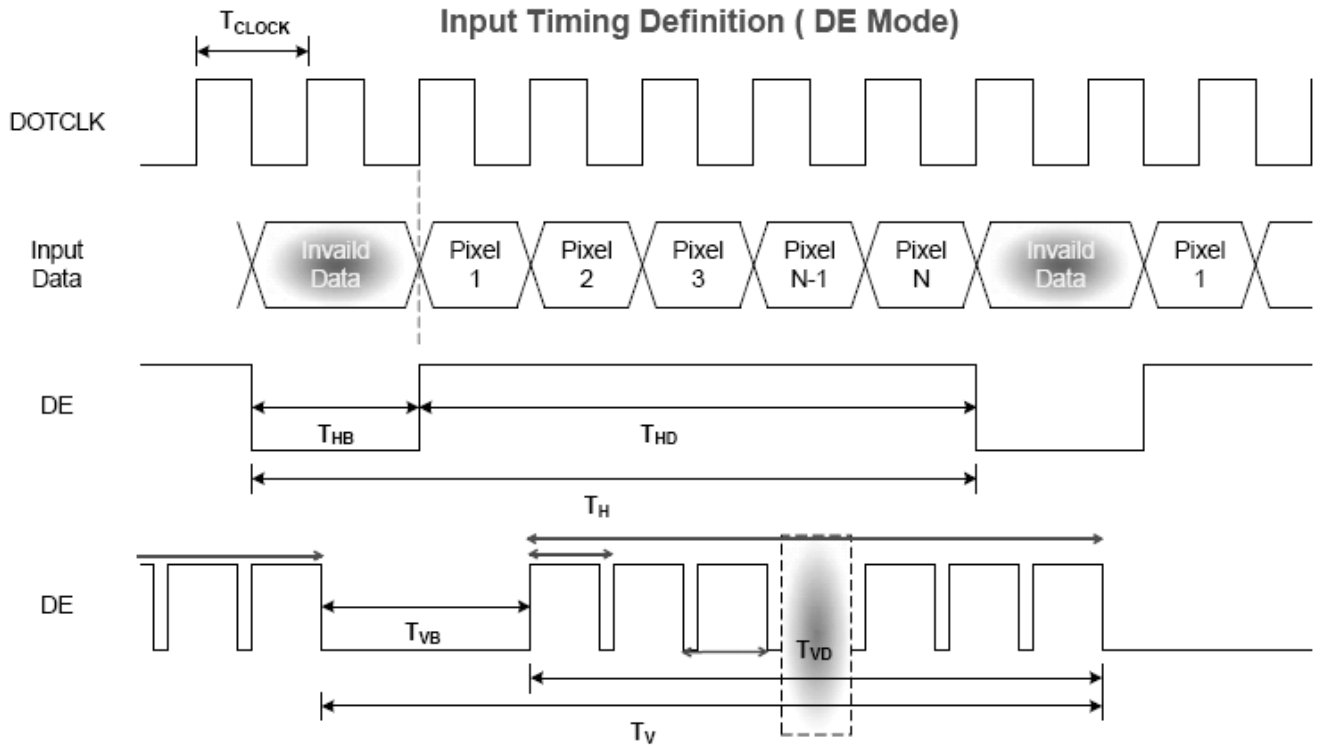 Input Timing Definition ( DE Mode)
TCLOCK
DOTCLK
Input
Data
Invaild
Data
Pixel
1
Pixel
2
Pixel
3
Pixel
N-1
Pixel
N
Invaild
Data
Pixel
1
DE
THB
THD
TH
DE
TVB
TVD
TV